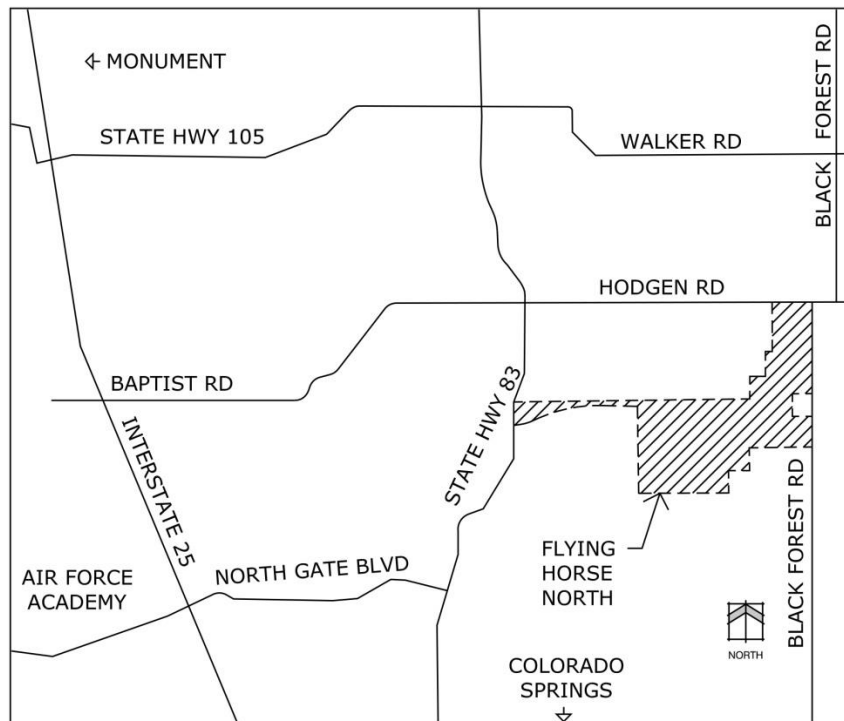 MONUMENT
STATE HWY 105
WALKER RD
BLACK FOREST RD
HODGEN RD
BAPTIST RD
STATE HWY 83
INTERSTATE 25
AIR FORCE
ACADEMY
NORTH GATE BLVD
FLYING
HORSE
NORTH
BLACK FOREST RD
NORTH
COLORADO
SPRINGS